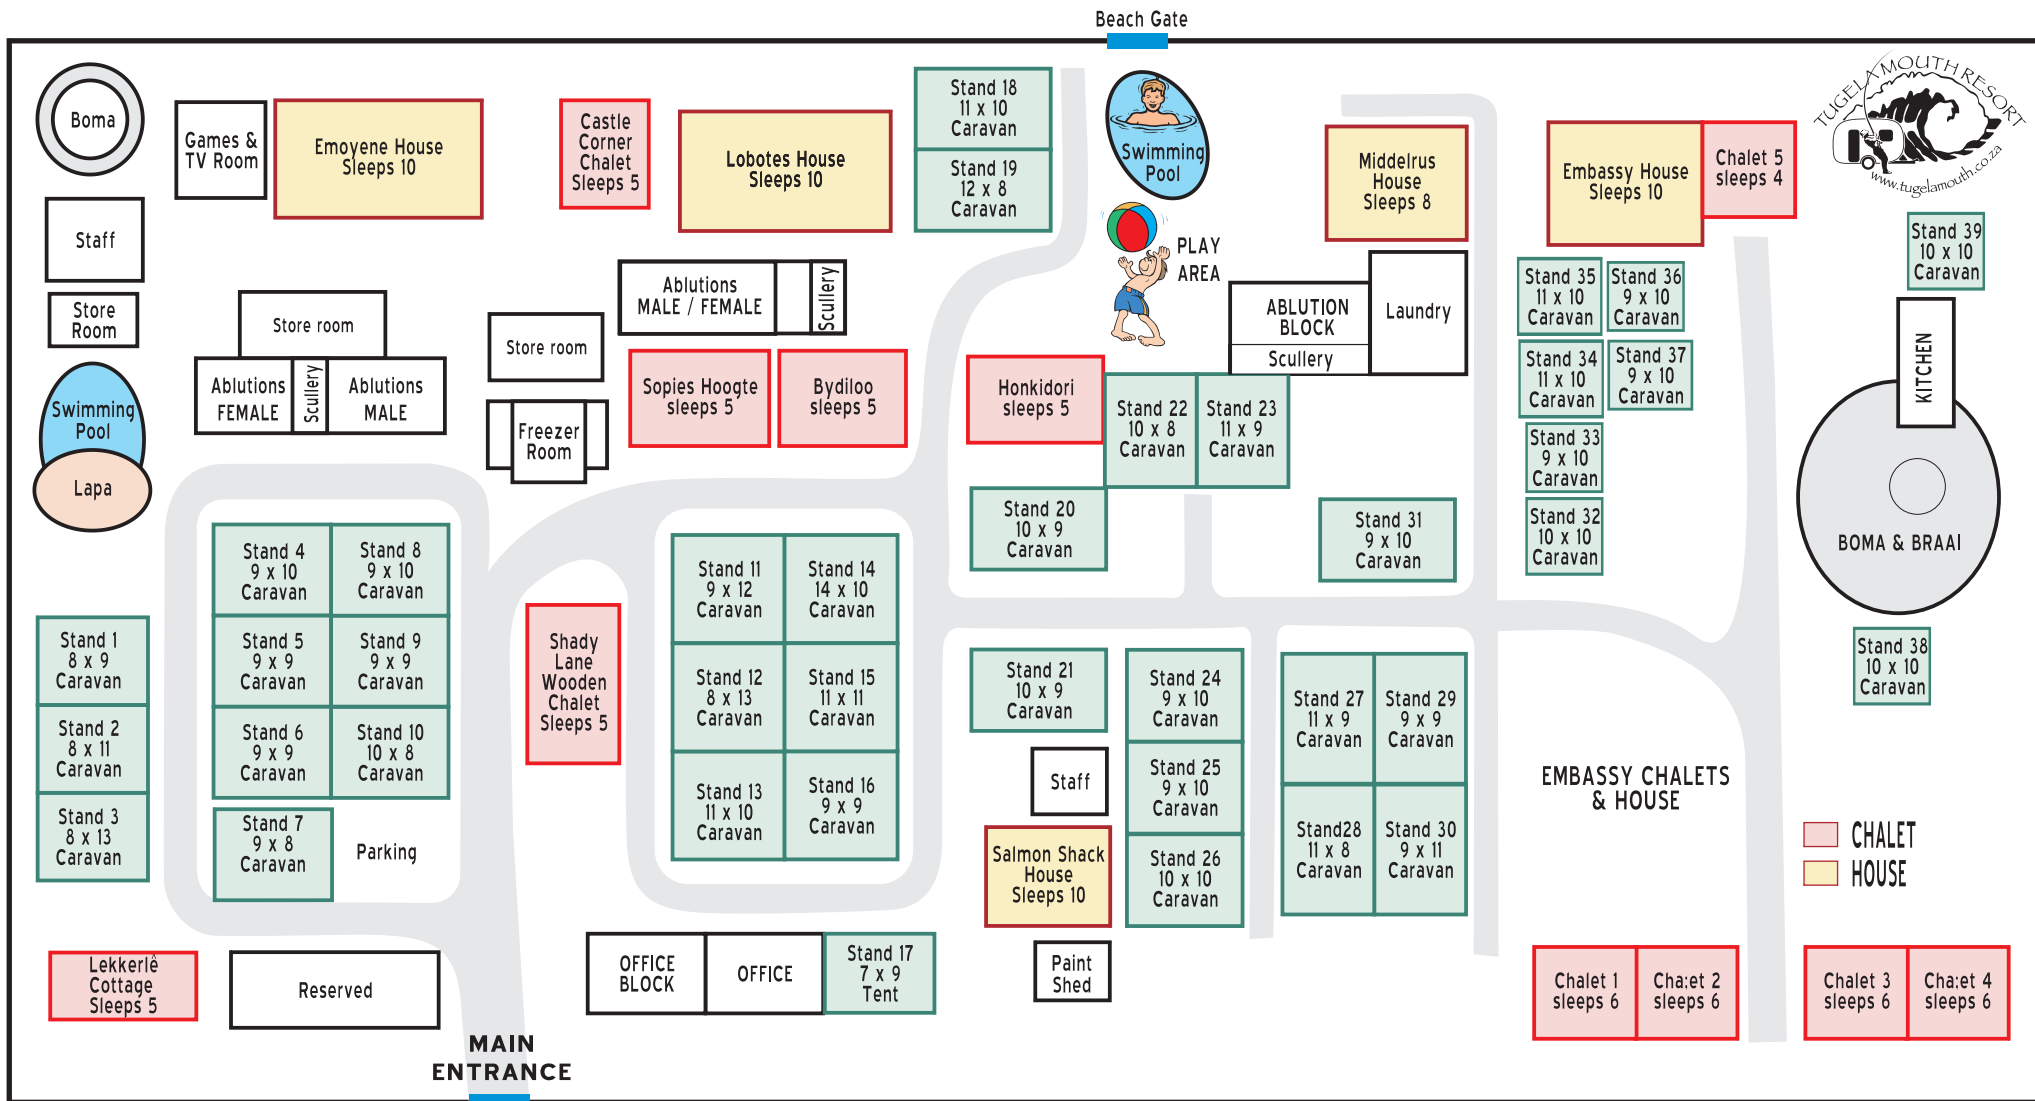 Beach Gate
Boma
Games &
TV Room
Emoyene House
Sleeps 10
Castle
Corner
Chalet
Sleeps 5
Lobotes House
Sleeps 10
Stand 18
11 x 10
Caravan
Stand 19
12 x 8
Caravan
Swimming
Pool
PLAY
AREA
Middelrus
House
Sleeps 8
Embassy House
Sleeps 10
Chalet 5
sleeps 4
TUGELA MOUTH RESORT
www.tugelamouth.co.za
Staff
Store
Room
Store room
Ablutions
FEMALE
Scullery
Ablutions
MALE
Swimming
Pool
Lapa
Store room
Freezer
Room
Ablutions
MALE / FEMALE
Scullery
Sopies Hoogte
sleeps 5
Bydiloo
sleeps 5
Honkidori
sleeps 5
Stand 22
10 x 8
Caravan
Stand 23
11 x 9
Caravan
ABLUTION
BLOCK
Scullery
Laundry
Stand 35
11 x 10
Caravan
Stand 36
9 x 10
Caravan
Stand 34
11 x 10
Caravan
Stand 37
9 x 10
Caravan
Stand 33
9 x 10
Caravan
Stand 32
10 x 10
Caravan
Stand 39
10 x 10
Caravan
KITCHEN
BOMA & BRAAI
Stand 38
10 x 10
Caravan
Stand 20
10 x 9
Caravan
Stand 31
9 x 10
Caravan
Stand 1
8 x 9
Caravan
Stand 2
8 x 11
Caravan
Stand 3
8 x 13
Caravan
Stand 4
9 x 10
Caravan
Stand 8
9 x 10
Caravan
Stand 5
9 x 9
Caravan
Stand 9
9 x 9
Caravan
Stand 6
9 x 9
Caravan
Stand 10
10 x 8
Caravan
Stand 7
9 x 8
Caravan
Parking
Shady
Lane
Wooden
Chalet
Sleeps 5
Stand 11
9 x 12
Caravan
Stand 14
14 x 10
Caravan
Stand 12
8 x 13
Caravan
Stand 15
11 x 11
Caravan
Stand 13
11 x 10
Caravan
Stand 16
9 x 9
Caravan
Stand 21
10 x 9
Caravan
Staff
Salmon Shack
House
Sleeps 10
Paint
Shed
Stand 24
9 x 10
Caravan
Stand 25
9 x 10
Caravan
Stand 26
10 x 10
Caravan
Stand 27
11 x 9
Caravan
Stand 29
9 x 9
Caravan
Stand28
11 x 8
Caravan
Stand 30
9 x 11
Caravan
EMBASSY CHALETS
& HOUSE
CHALET
HOUSE
Lekkerlê
Cottage
Sleeps 5
Reserved
OFFICE
BLOCK
OFFICE
Stand 17
7 x 9
Tent
Chalet 1
sleeps 6
Cha:et 2
sleeps 6
Chalet 3
sleeps 6
Cha:et 4
sleeps 6
MAIN
ENTRANCE